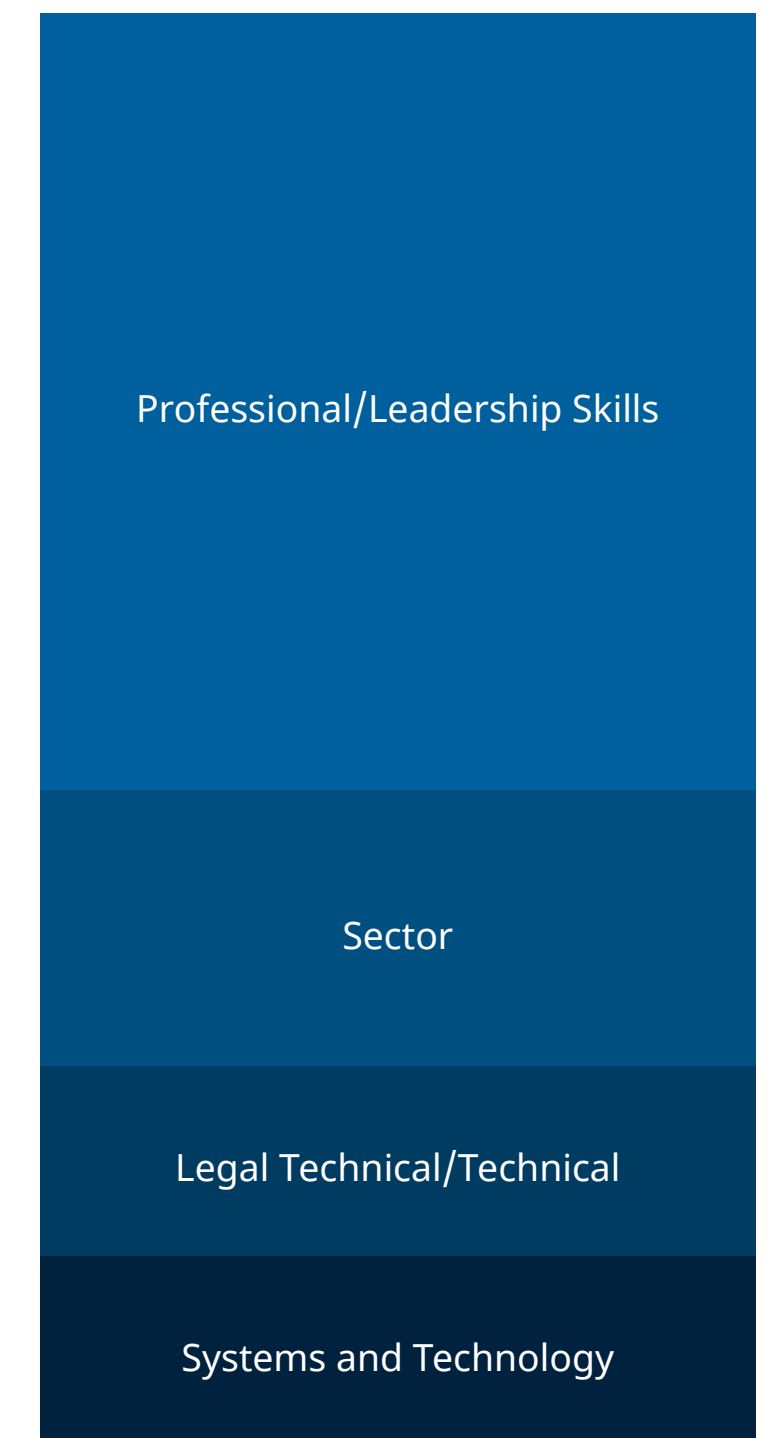 Professional/Leadership Skills
Sector
Legal Technical/Technical
Systems and Technology